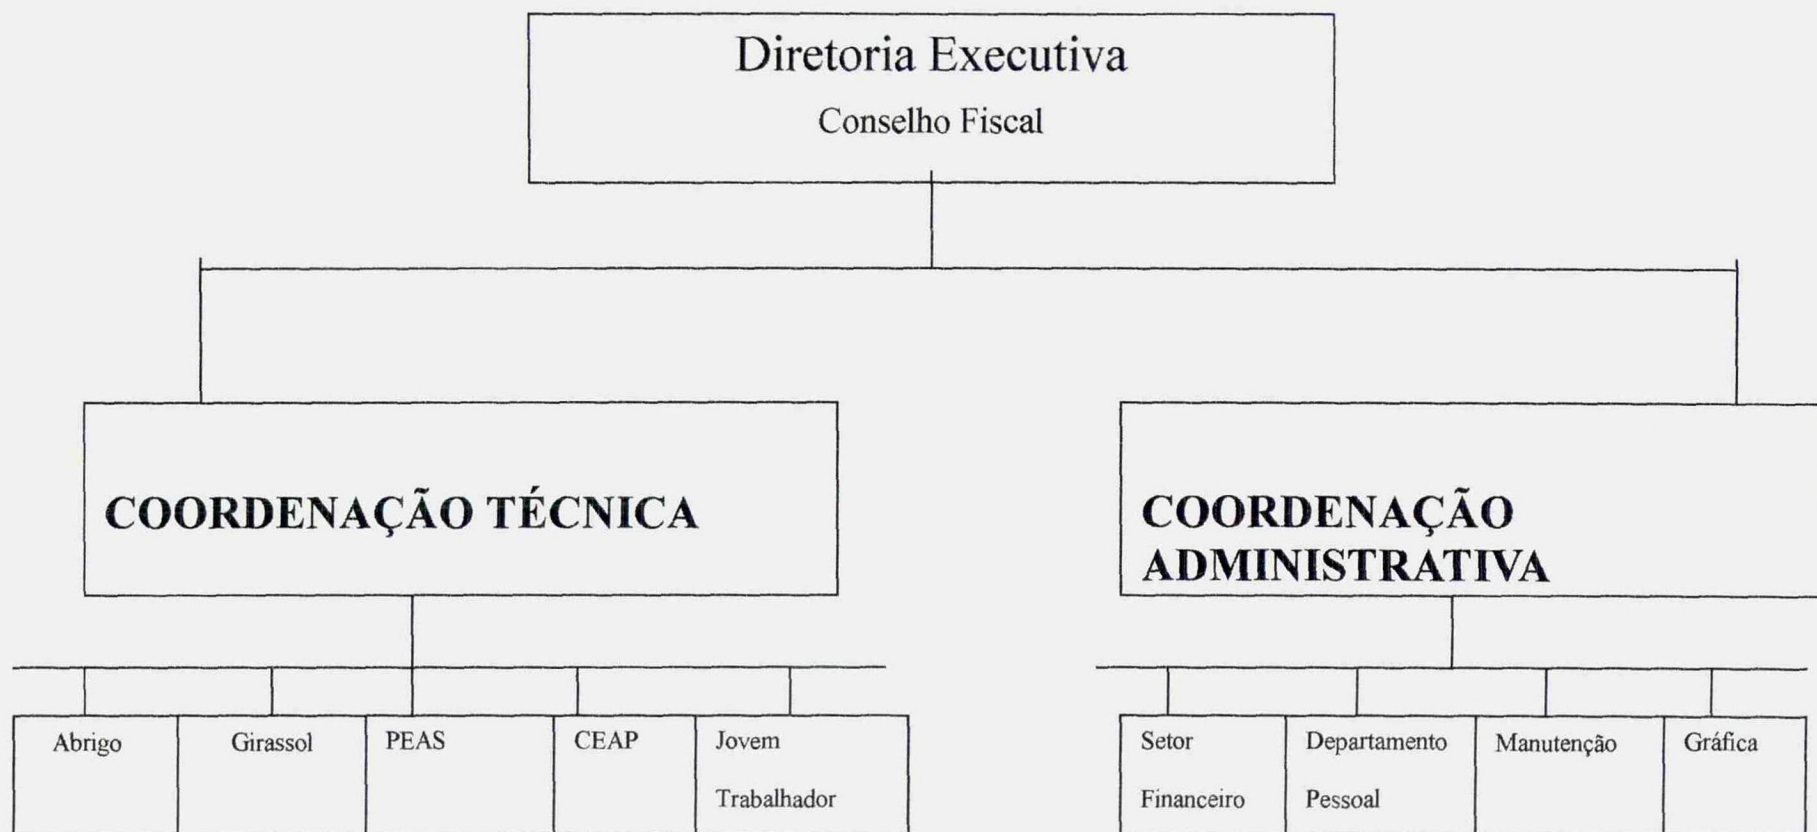 Diretoria Executiva
Conselho Fiscal
COORDENAÇÃO TÉCNICA
COORDENAÇÃO
ADMINISTRATIVA
Abrigo
Girassol
PEAS
CEAP
Jovem
Trabalhador
Setor
Financeiro
Departamento
Pessoal
Manutenção
Gráfica